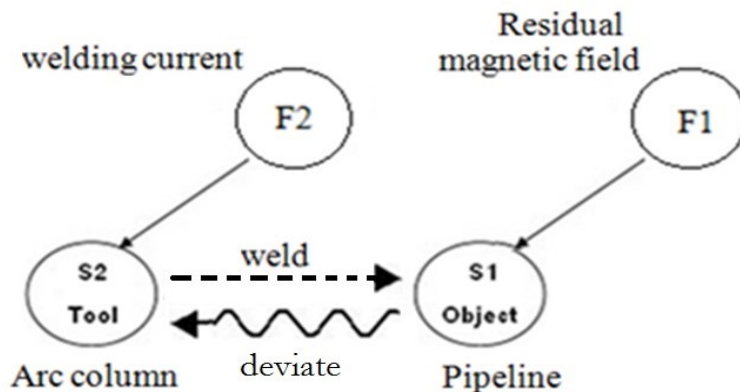 Residual
magnetic field
welding current
F2
F1
S2
Tool
weld
S1
Object
deviate
Arc column
Pipeline